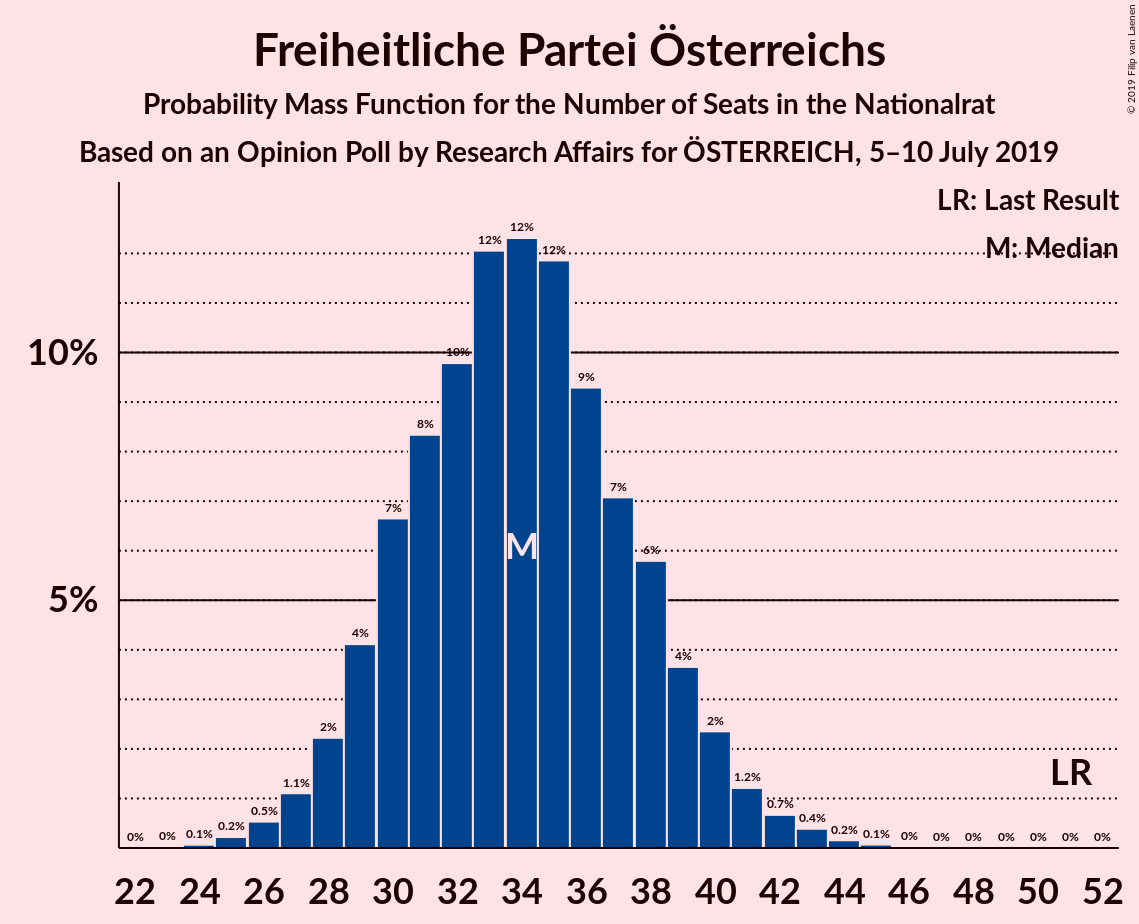 Freiheitliche Partei Österreichs
Probability Mass Function for the Number of Seats in the Nationalrat
Based on an Opinion Poll by Research Affairs for ÖSTERREICH, 5–10 July 2019
© 2019 Filip van Laenen
LR: Last Result
M: Median
10%
5%
0% 0% 0.1% 0.2% 0.5% 1.1% 2% 4% 7% 8% 10% 12% 12% 12% 9% 7% 6% 4% 2% 1.2% 0.7% 0.4% 0.2% 0.1% 0% 0% 0% 0% 0% 0% 0%
M
LR
22 24 26 28 30 32 34 36 38 40 42 44 46 48 50 52